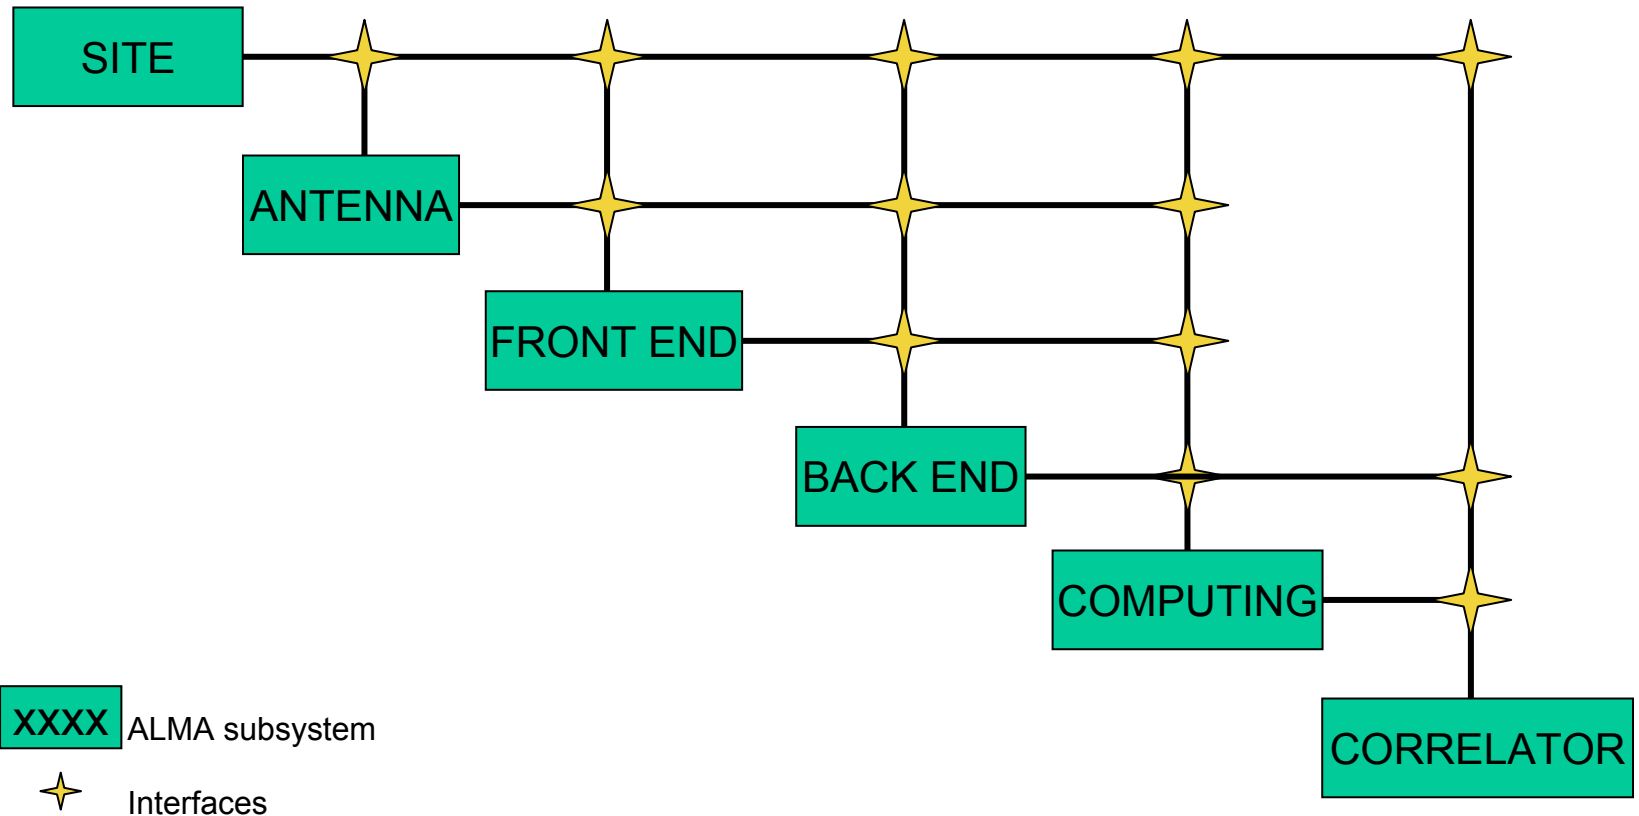 SITE
ANTENNA
FRONT END
BACK END
COMPUTING
CORRELATOR
XXXX ALMA subsystem
Interfaces